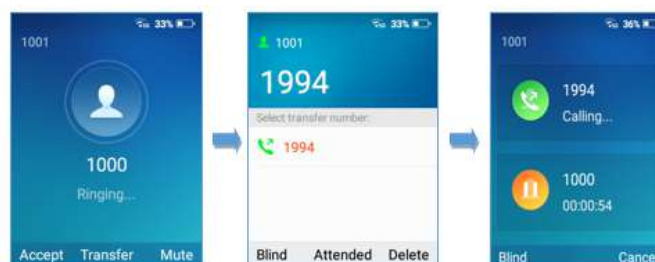 33%
1001
1000
Ringing...
Accept Transfer Mute
33%
1001
1994
Select transfer number:
1994
Blind Attended Delete
36%
1001
1994
Calling...
1000
00:00:54
Blind Cance